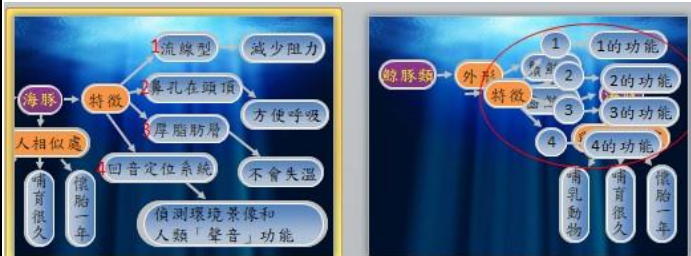 1流線型
減少阻力
2鼻孔在頭頂
海豚
特徵
方便呼吸
3厚脂肪層
人相似處
4回音定位系統
不會失溫
哺育很久
懷胎一年
偵測環境景像和
人類「聲音」功能
1
1的功能
鯨豚類
外形
2
2的功能
特徵
3
3的功能
4
4的功能
哺乳動物
哺育很久
懷胎一年